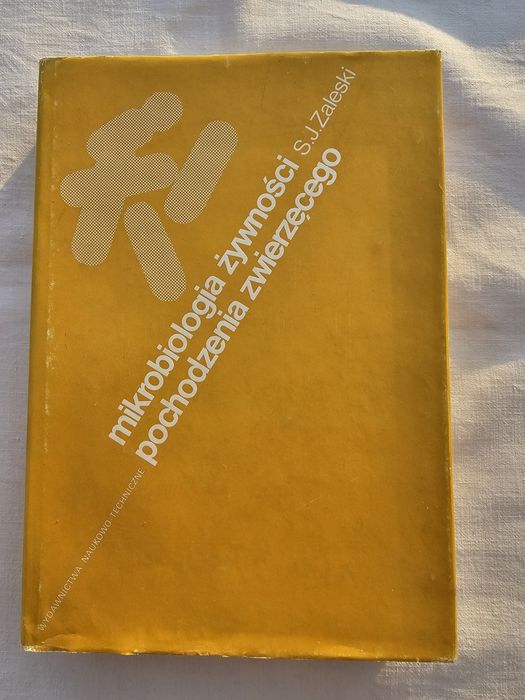 S.J.Zaleski
mikrobiologia żywności
pochodzenia zwierzęcego
WYDAWNICTWA NAUKOWO-TECHNICZNE